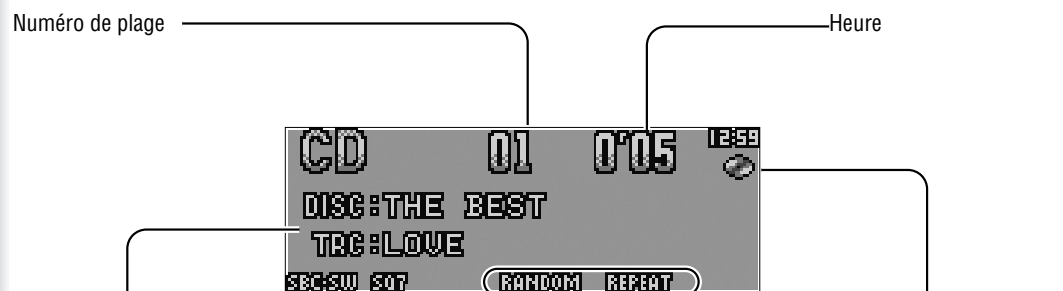 Numéro de plage Heure
CD 01 0'05 12:59
DISC:THE BEST
TRC:LOVE
SBC:SW SQ7
RANDOM REPEAT